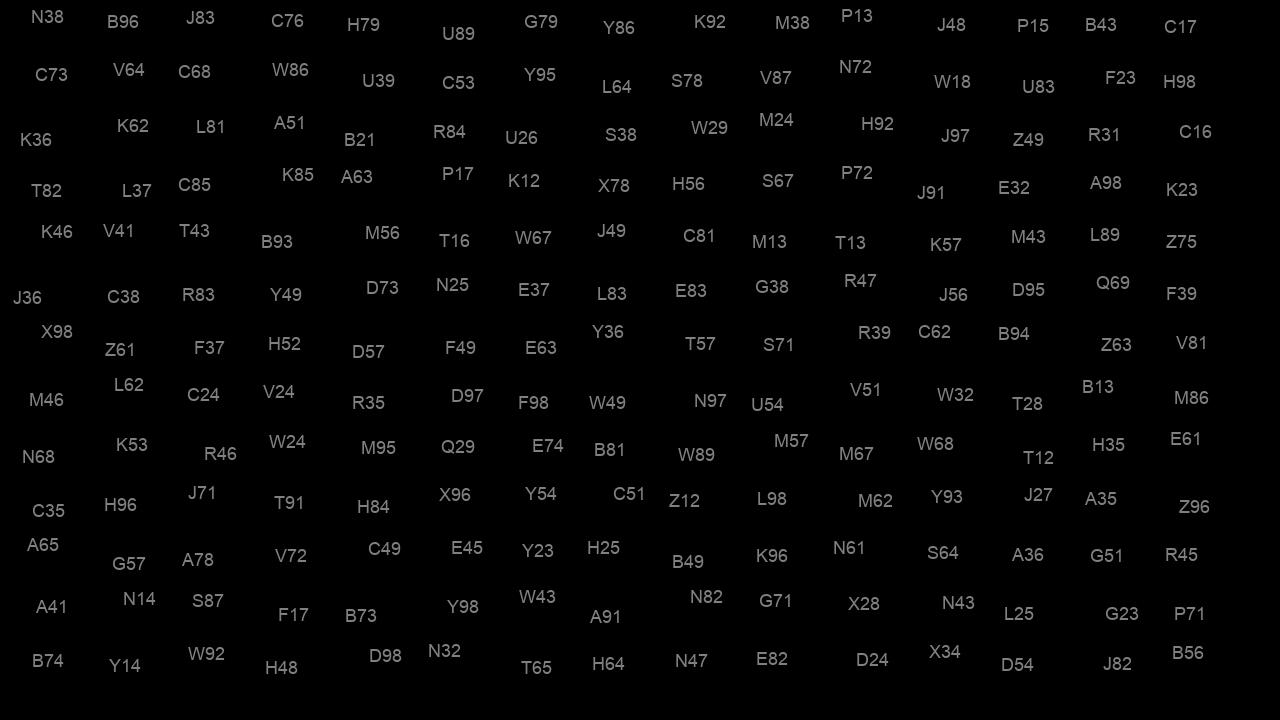 N38 B96 J83 C76 H79 U89 G79 Y86 K92 M38 P13 J48 P15 B43 C17
C73 V64 C68 W86 U39 C53 Y95 L64 S78 V87 N72 W18 U83 F23 H98
K36 K62 L81 A51 B21 R84 U26 S38 W29 M24 H92 J97 Z49 R31 C16
T82 L37 C85 K85 A63 P17 K12 X78 H56 S67 P72 J91 E32 A98 K23
K46 V41 T43 B93 M56 T16 W67 J49 C81 M13 T13 K57 M43 L89 Z75
J36 C38 R83 Y49 D73 N25 E37 L83 E83 G38 R47 J56 D95 Q69 F39
X98 Z61 F37 H52 D57 F49 E63 Y36 T57 S71 R39 C62 B94 Z63 V81
M46 L62 C24 V24 R35 D97 F98 W49 N97 U54 V51 W32 T28 B13 M86
N68 K53 R46 W24 M95 Q29 E74 B81 W89 M57 M67 W68 T12 H35 E61
C35 H96 J71 T91 H84 X96 Y54 C51 Z12 L98 M62 Y93 J27 A35 Z96
A65 G57 A78 V72 C49 E45 Y23 H25 B49 K96 N61 S64 A36 G51 R45
A41 N14 S87 F17 B73 Y98 W43 A91 N82 G71 X28 N43 L25 G23 P71
B74 Y14 W92 H48 D98 N32 T65 H64 N47 E82 D24 X34 D54 J82 B56